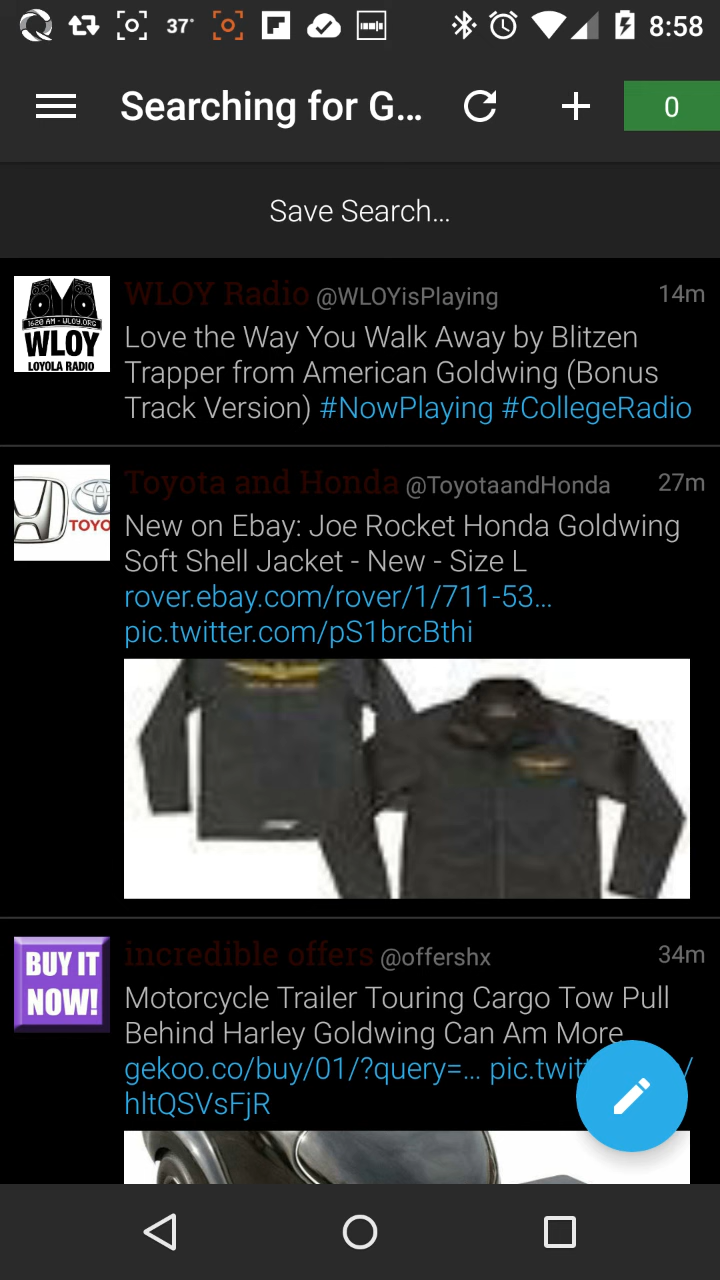 37°
8:58
Searching for G...
0
Save Search...
1620 AM - WLOY.ORG
WLOY
LOYOLA RADIO
WLOY Radio @WLOYisPlaying 14m
Love the Way You Walk Away by Blitzen
Trapper from American Goldwing (Bonus
Track Version) #NowPlaying #CollegeRadio
TOYO
Toyota and Honda @ToyotaandHonda 27m
New on Ebay: Joe Rocket Honda Goldwing
Soft Shell Jacket - New - Size L
rover.ebay.com/rover/1/711-53...
pic.twitter.com/pS1brcBthi
BUY IT
NOW!
incredible offers @offershx 34m
Motorcycle Trailer Touring Cargo Tow Pull
Behind Harley Goldwing Can Am More
gekoo.co/buy/01/?query=... pic.twit /
hltQSVsFjR